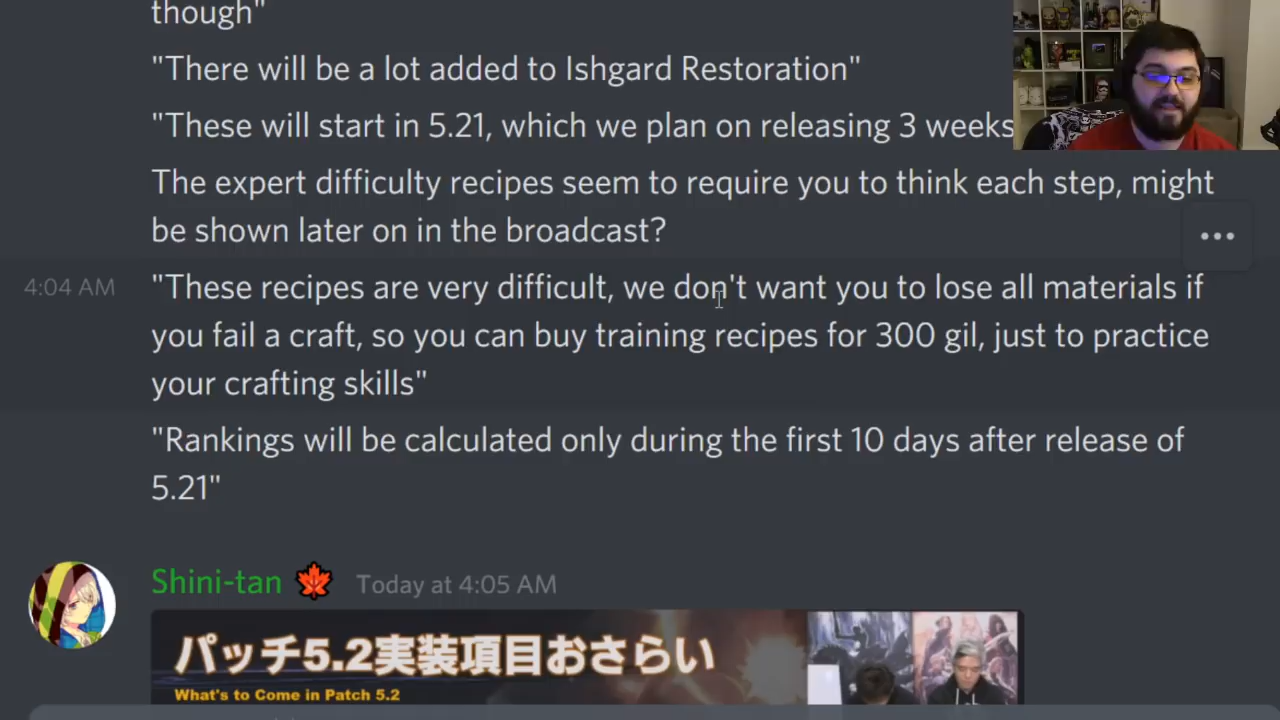 though"
"There will be a lot added to Ishgard Restoration"
"These will start in 5.21, which we plan on releasing 3 weeks
The expert difficulty recipes seem to require you to think each step, might
be shown later on in the broadcast?
4:04 AM
"These recipes are very difficult, we don't want you to lose all materials if
you fail a craft, so you can buy training recipes for 300 gil, just to practice
your crafting skills"
"Rankings will be calculated only during the first 10 days after release of
5.21"
Shini-tan Today at 4:05 AM
パッチ5.2実装項目おさらい
What's to Come in Patch 5.2